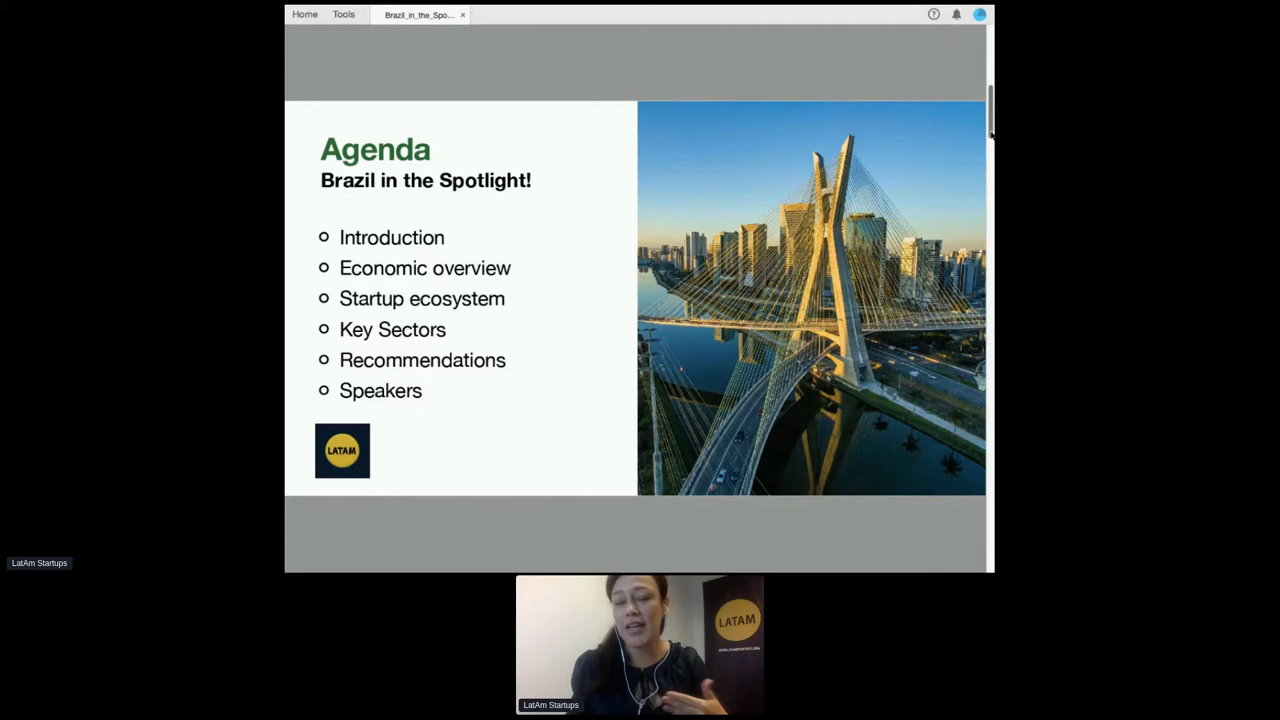 Home Tools Brazil_in_the_Spo... ×
Agenda
Brazil in the Spotlight!
Introduction
Economic overview
Startup ecosystem
Key Sectors
Recommendations
Speakers
LATAM
LatAm Startups
LATAM
LatAm Startups